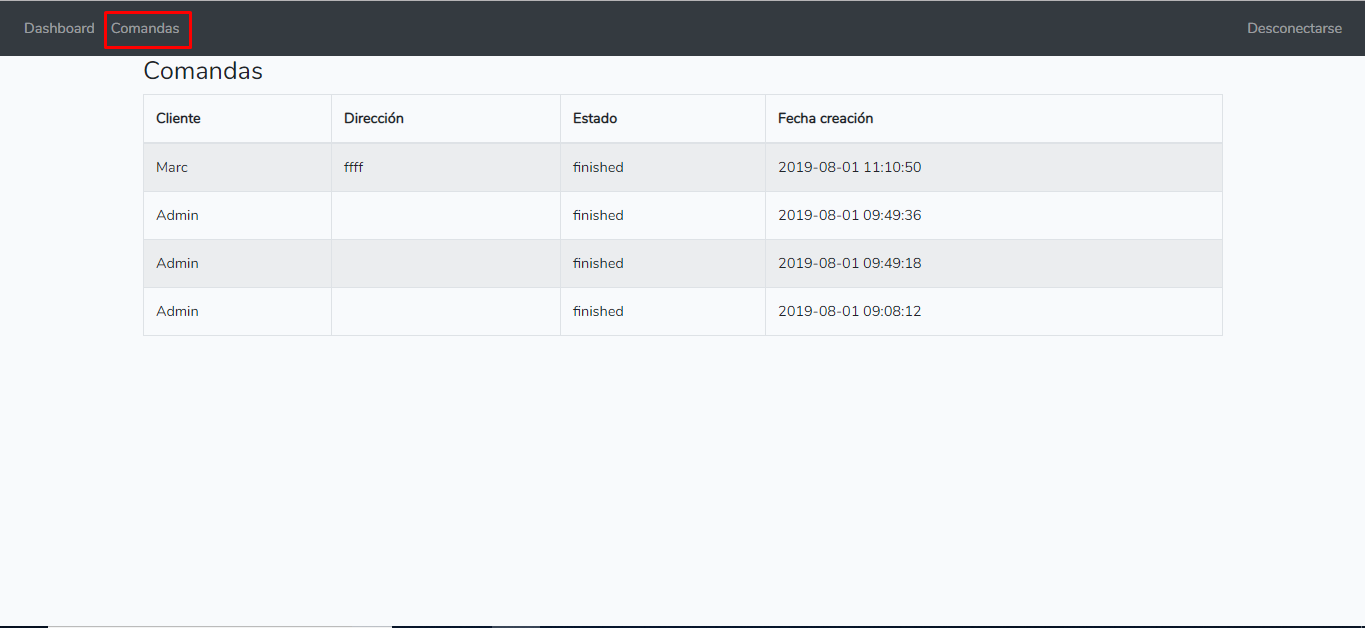 Dashboard Comandas Desconectarse
Comandas
Cliente Dirección Estado Fecha creación
Marc ffff finished 2019-08-01 11:10:50
Admin finished 2019-08-01 09:49:36
Admin finished 2019-08-01 09:49:18
Admin finished 2019-08-01 09:08:12